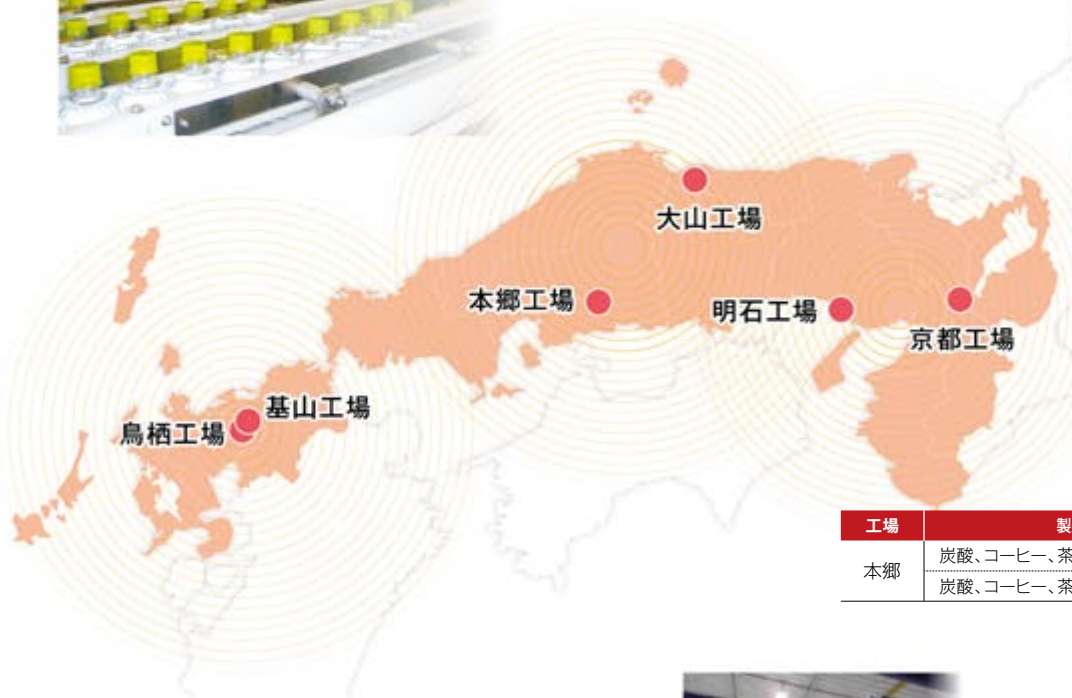 大山工場
本郷工場
明石工場
京都工場
基山工場
鳥栖工場
工場 製
本郷 炭酸、コーヒー、茶
炭酸、コーヒー、茶